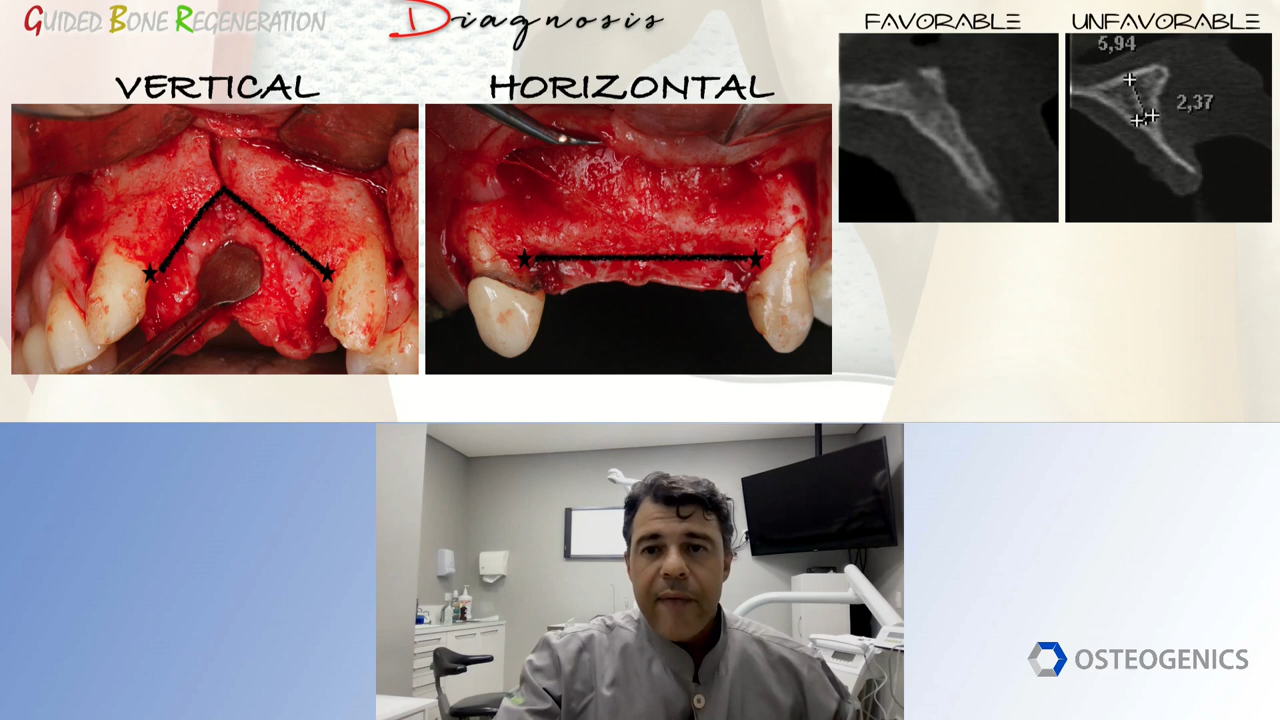 GUIDED BONE REGENERATION
Diagnosis
FAVORABLE
UNFAVORABLE
VERTICAL
HORIZONTAL
5,94
2,37
OSTEOGENICS